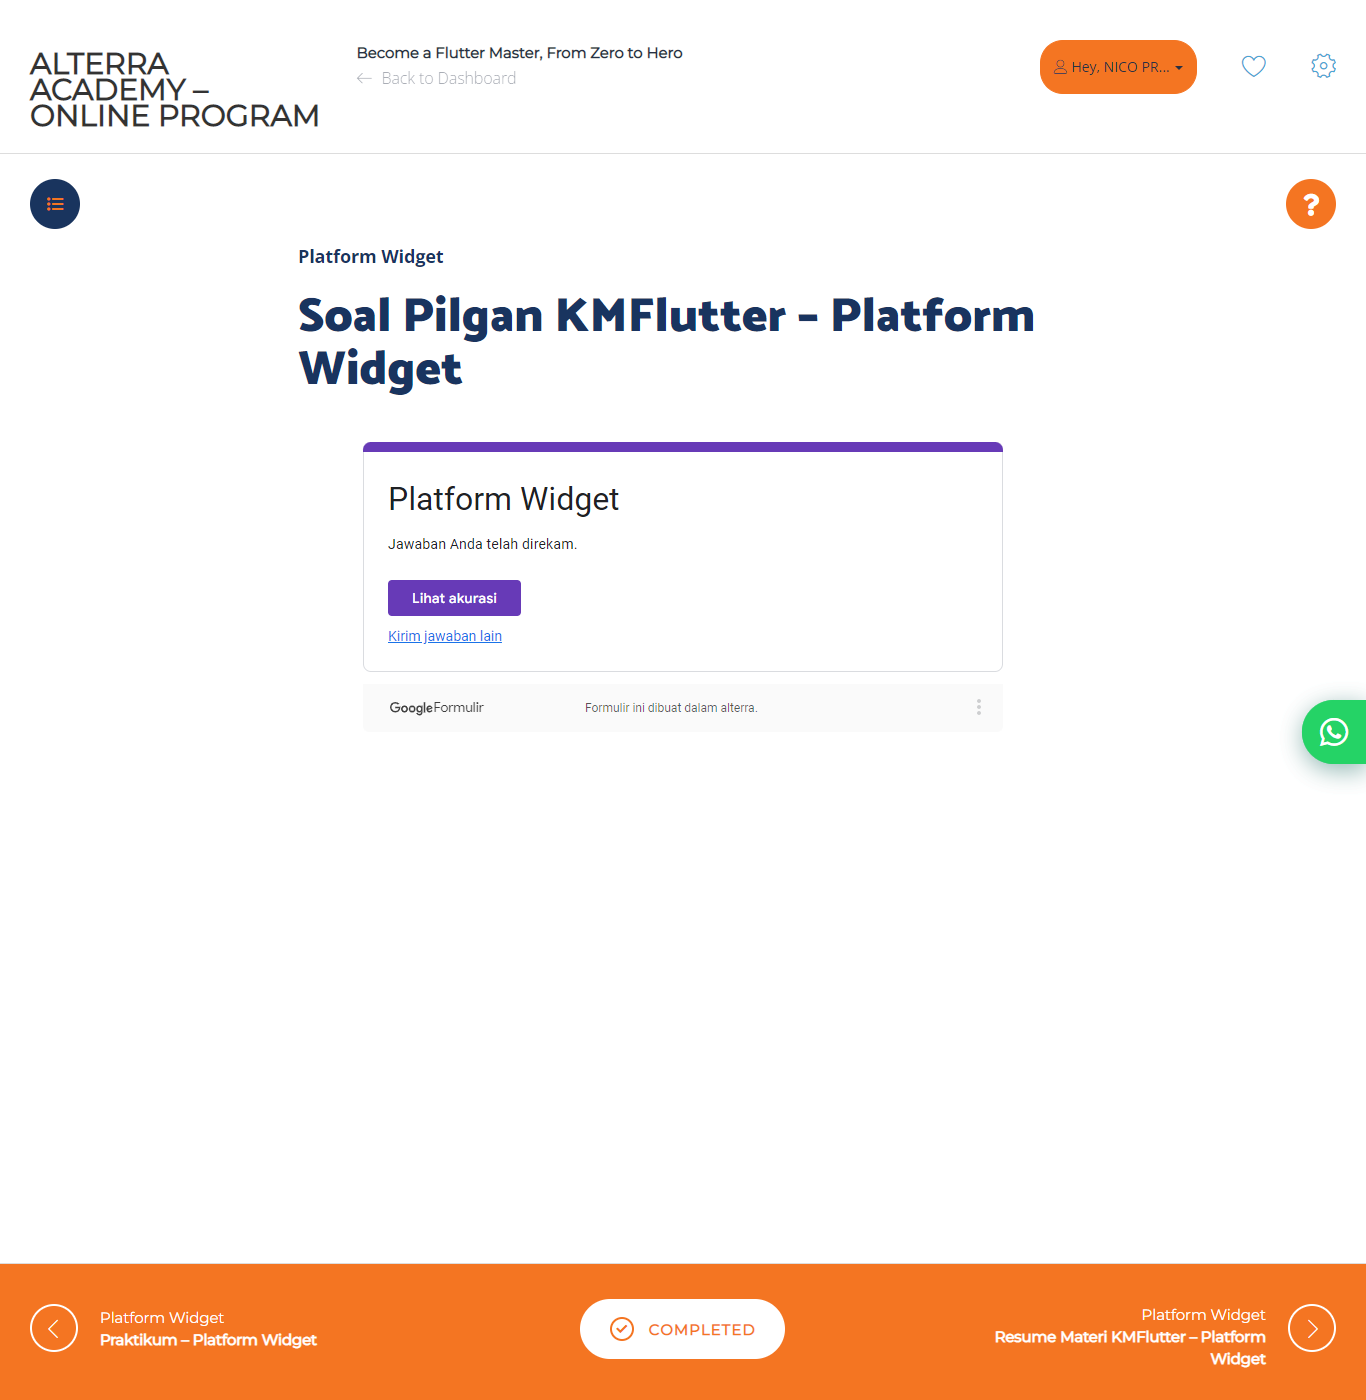 ALTERRA
ACADEMY –
ONLINE PROGRAM
Become a Flutter Master, From Zero to Hero
Back to Dashboard
Hey, NICO PR...
?
Platform Widget
Soal Pilgan KMFlutter – Platform
Widget
Platform Widget
Jawaban Anda telah direkam.
Lihat akurasi
Kirim jawaban lain
Google Formulir
Formulir ini dibuat dalam alterra.
Platform Widget
Praktikum – Platform Widget
COMPLETED
Platform Widget
Resume Materi KMFlutter – Platform
Widget